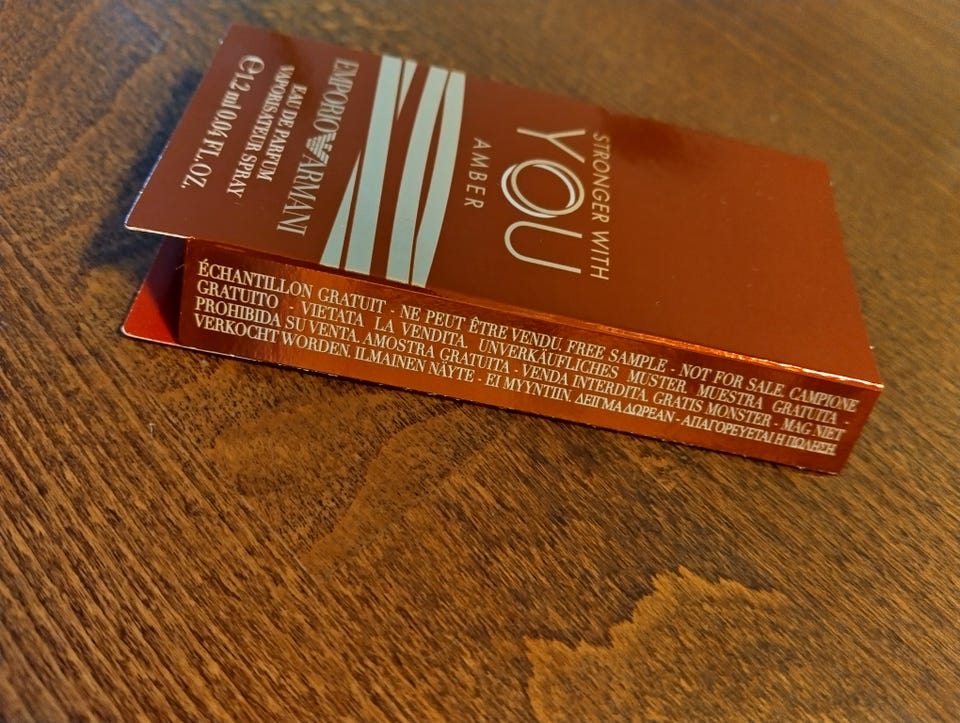 STRONGER WITH
YOU
AMBER
EMPORIO ARMANI
EAU DE PARFUM
VAPORISATEUR SPRAY
℮1.2 ml 0.04 FL.OZ.
ÉCHANTILLON GRATUIT - NE PEUT ÊTRE VENDU. FREE SAMPLE - NOT FOR SALE. CAMPIONE
GRATUITO - VIETATA LA VENDITA. UNVERKÄUFLICHES MUSTER. MUESTRA GRATUITA -
PROHIBIDA SU VENTA. AMOSTRA GRATUITA - VENDA INTERDITA. GRATIS MONSTER - MAG NIET
VERKOCHT WORDEN. ILMAINEN NÄYTE - EI MYYNTIIN. ΔΕΙΓΜΑ ΔΩΡΕΑΝ - ΑΠΑΓΟΡΕΥΕΤΑΙ Η ΠΩΛΗΣΗ.